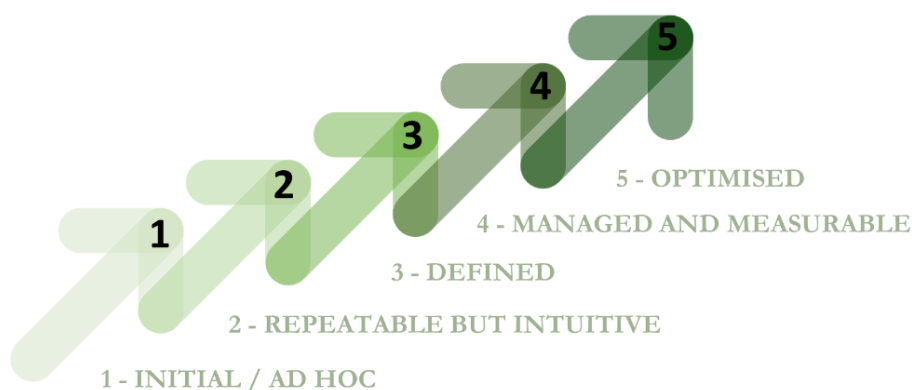 5
4
3
2
1
5 - OPTIMISED
4 - MANAGED AND MEASURABLE
3 - DEFINED
2 - REPEATABLE BUT INTUITIVE
1 - INITIAL / AD HOC